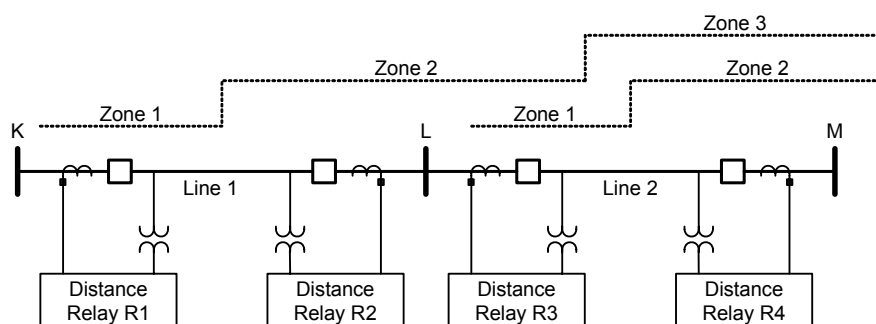 Zone 3
Zone 2
Zone 2
Zone 1
Zone 1
K
L
M
Line 1
Line 2
Distance
Relay R1
Distance
Relay R2
Distance
Relay R3
Distance
Relay R4